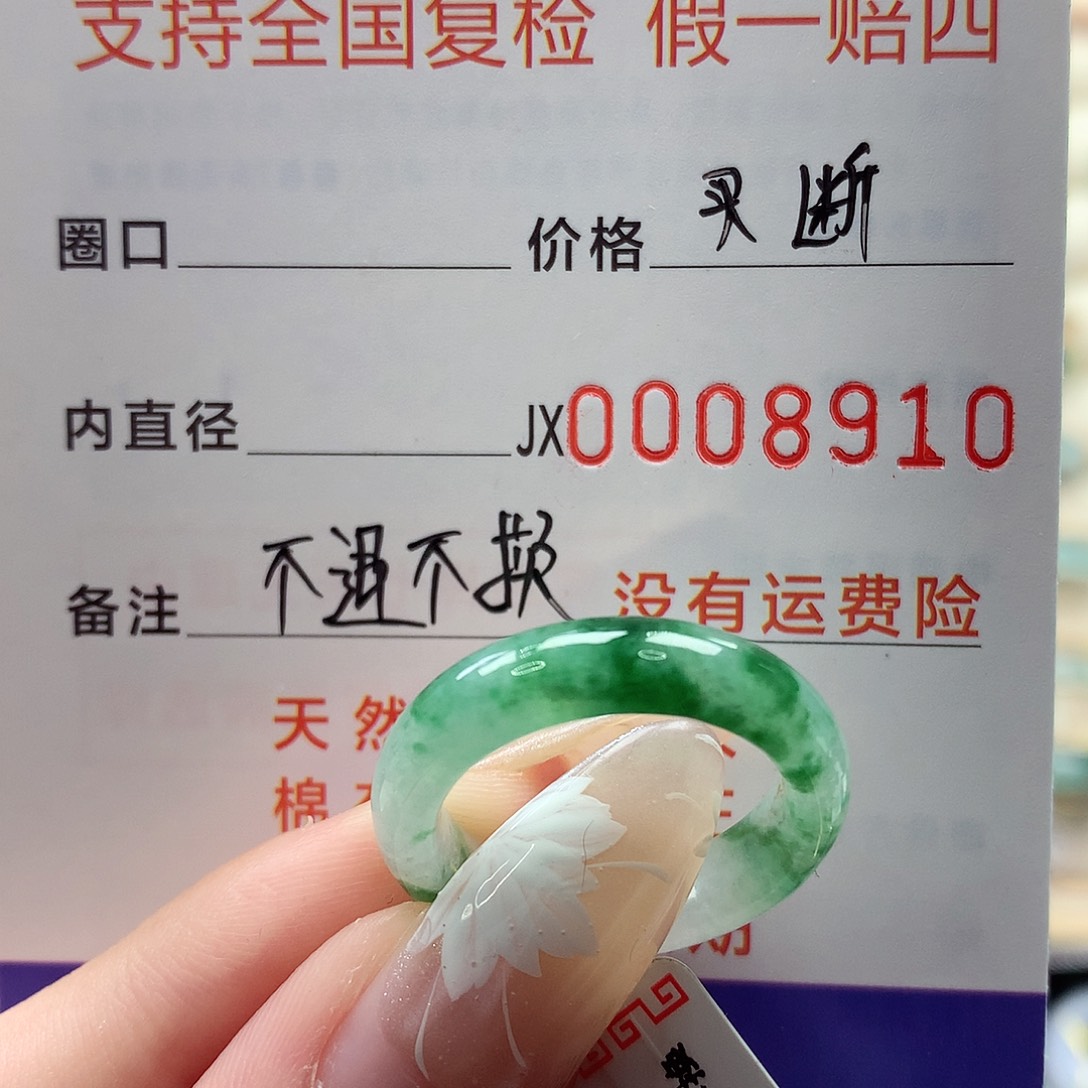 支持全国复检 假一赔四
圈口 价格 买断
内直径 JX0008910
备注 不退不换 没有运费险
天然
棉